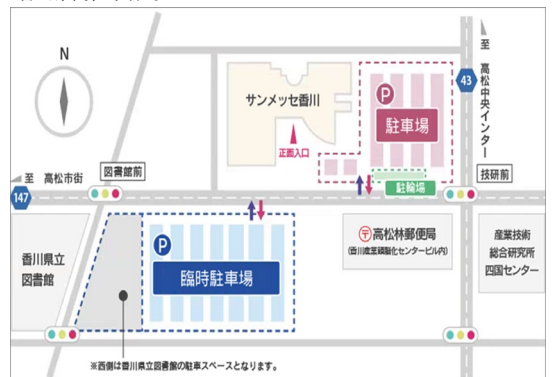 N
至 高松中央インター
43
サンメッセ香川
P
駐車場
正面入口
図書館前
技研前
至 高松市街
147
駐輪場
香川県立
図書館
P
臨時駐車場
〒高松林郵便局
(香川産業頭脳化センタービル内)
産業技術
総合研究所
四国センター
※西側は香川県立図書館の駐車スペースとなります。